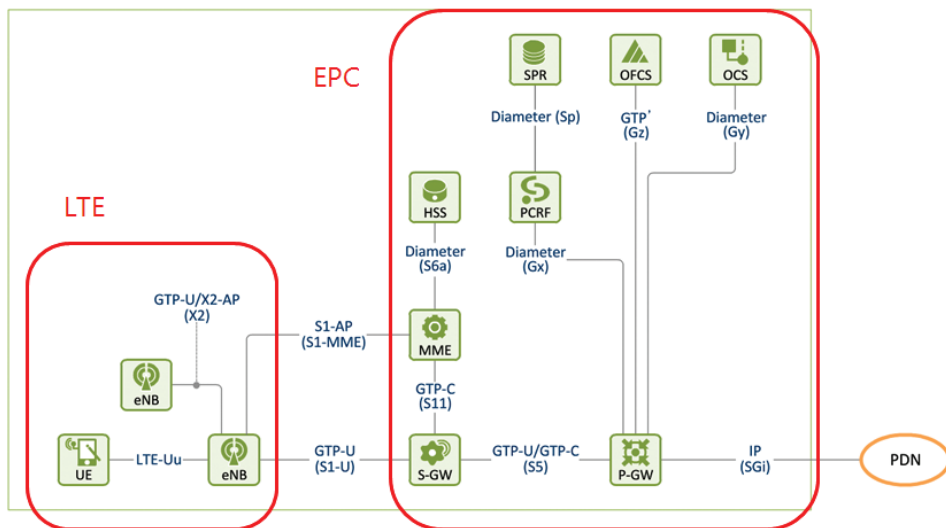 EPC
SPR
OFCS
OCS
Diameter (Sp)
GTP'
(Gz)
Diameter
(Gy)
LTE
HSS
PCRF
Diameter
(S6a)
Diameter
(Gx)
GTP-U/X2-AP
(X2)
S1-AP
(S1-MME)
MME
eNB
GTP-C
(S11)
UE
LTE-Uu
eNB
GTP-U
(S1-U)
S-GW
GTP-U/GTP-C
(S5)
P-GW
IP
(SGi)
PDN